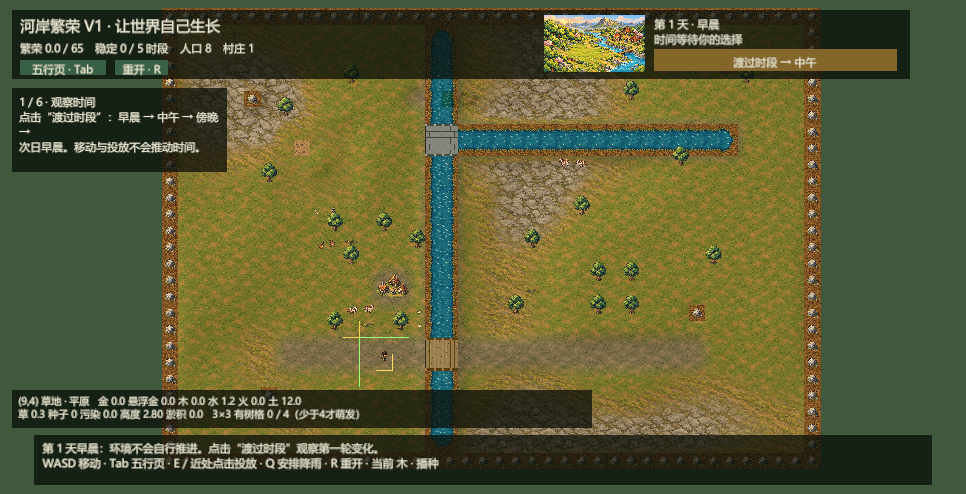 河岸繁荣 V1 · 让世界自己生长
繁荣 0.0 / 65 稳定 0 / 5 时段 人口 8 村庄 1
五行页 · Tab 重开 · R
第 1 天 · 早晨
时间等待你的选择
渡过时段 → 中午
1 / 6 · 观察时间
点击“渡过时段”：早晨 → 中午 → 傍晚
→
次日早晨。移动与投放不会推动时间。
(9,4) 草地 · 平原 金 0.0 悬浮金 0.0 木 0.0 水 1.2 火 0.0 土 12.0
草 0.3 种子 0 污染 0.0 高度 2.80 淤积 0.0 3×3 有树格 0 / 4（少于4才萌发）
第 1 天早晨：环境不会自行推进。点击“渡过时段”观察第一轮变化。
WASD 移动 · Tab 五行页 · E / 近处点击投放 · Q 安排降雨 · R 重开 · 当前 木 · 播种